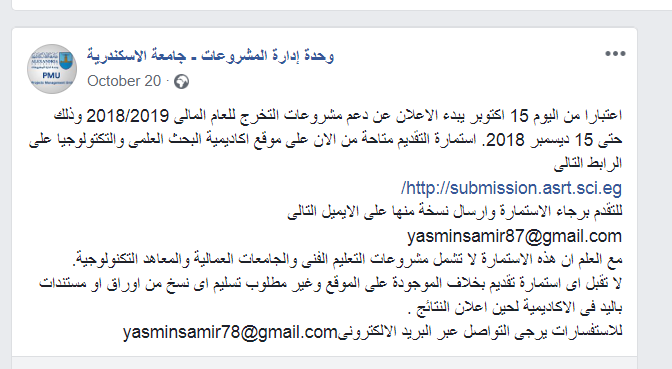 وحدة إدارة المشروعات - جامعة الاسكندرية
October 20 ·
PMU
اعتبارا من اليوم 15 اكتوبر يبدء الاعلان عن دعم مشروعات التخرج للعام المالى 2018/2019 وذلك
حتى 15 ديسمبر 2018. استمارة التقديم متاحة من الان على موقع اكاديمية البحث العلمى والتكتولوجيا على
الرابط التالى
http://submission.asrt.sci.eg/
للتقدم برجاء الاستمارة وارسال نسخة منها على الايميل التالى
yasminsamir87@gmail.com
مع العلم ان هذه الاستمارة لا تشمل مشروعات التعليم الفنى والجامعات العمالية والمعاهد التكنولوجية.
لا تقبل اى استمارة تقديم بخلاف الموجودة على الموقع وغير مطلوب تسليم اى نسخ من اوراق او مستندات
باليد فى الاكاديمية لحين اعلان النتائج .
للاستفسارات يرجى التواصل عبر البريد الالكترونىyasminsamir78@gmail.com